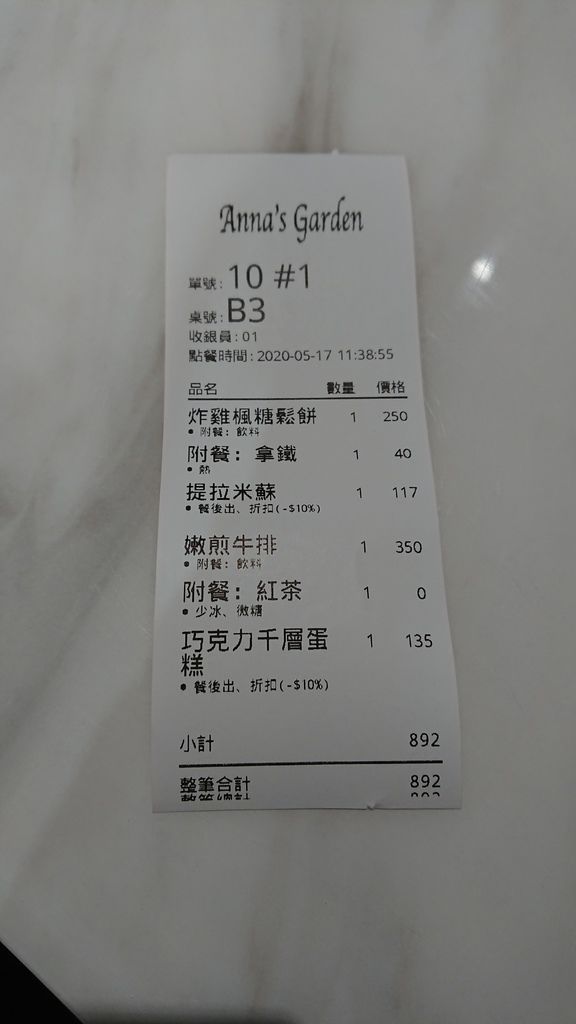 Anna's Garden
單號: 10 #1
桌號: B3
收銀員: 01
點餐時間: 2020-05-17 11:38:55
品名 數量 價格
炸雞楓糖鬆餅 1 250
• 附餐: 飲料
附餐: 拿鐵 1 40
• 熱
提拉米蘇 1 117
• 餐後出、折扣(-$10%)
嫩煎牛排 1 350
• 附餐: 飲料
附餐: 紅茶 1 0
• 少冰、微糖
巧克力千層蛋 1 135
糕
• 餐後出、折扣(-$10%)
小計 892
整筆合計 892
整筆總計 892